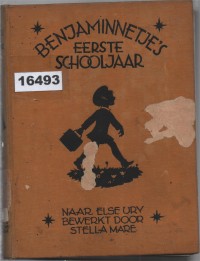 BENJAMINNETJE'S
EERSTE
SCHOOLJAAR
16493
NAAR ELSE URY
BEWERKT DOOR
STELLA MARE